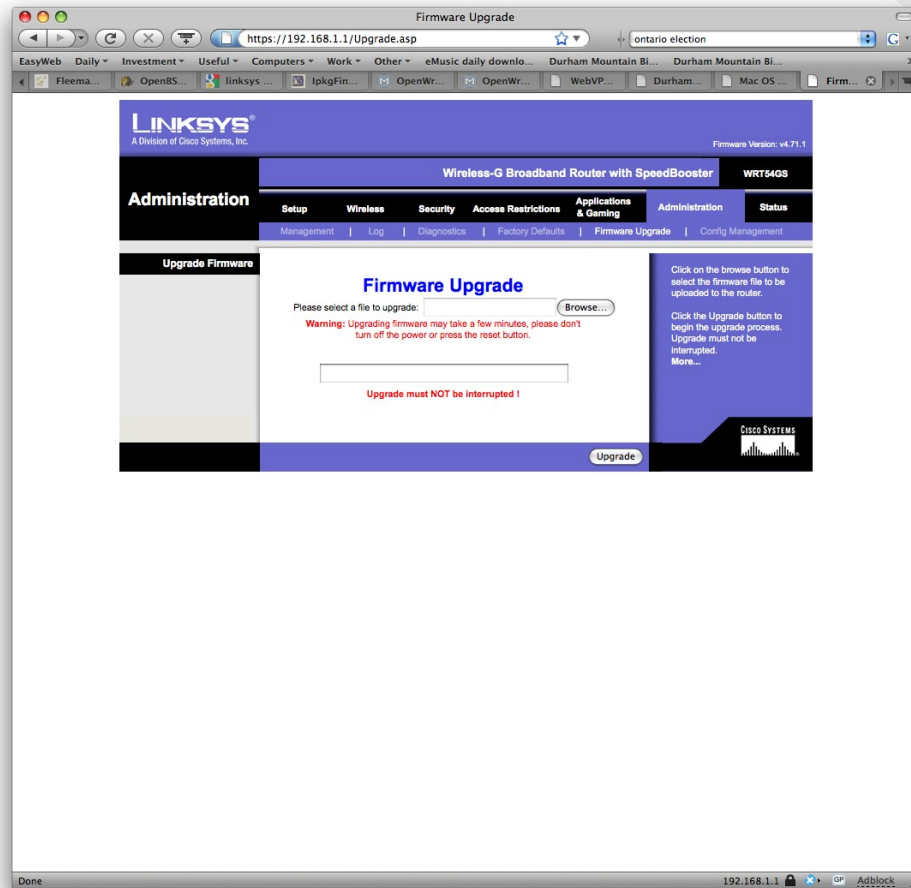 Firmware Upgrade
https://192.168.1.1/Upgrade.asp
ontario election
EasyWeb Daily Investment Useful Computers Work Other eMusic daily downlo... Durham Mountain Bi... Durham Mountain Bi...
Fleema... OpenBS... linksys ... IpkgFin... OpenWr... OpenWr... WebVP... Durham... Mac OS ... Firm...
LINKSYS®
A Division of Cisco Systems, Inc.
Firmware Version: v4.71.1
Wireless-G Broadband Router with SpeedBooster WRT54GS
Administration
Setup Wireless Security Access Restrictions Applications & Gaming Administration Status
Management | Log | Diagnostics | Factory Defaults | Firmware Upgrade | Config Management
Upgrade Firmware
Firmware Upgrade
Please select a file to upgrade: Browse...
Warning: Upgrading firmware may take a few minutes, please don't
turn off the power or press the reset button.
Upgrade must NOT be interrupted !
Click on the browse button to
select the firmware file to be
uploaded to the router.
Click the Upgrade button to
begin the upgrade process.
Upgrade must not be
interrupted.
More...
CISCO SYSTEMS
Upgrade
Done
192.168.1.1 GP Adblock